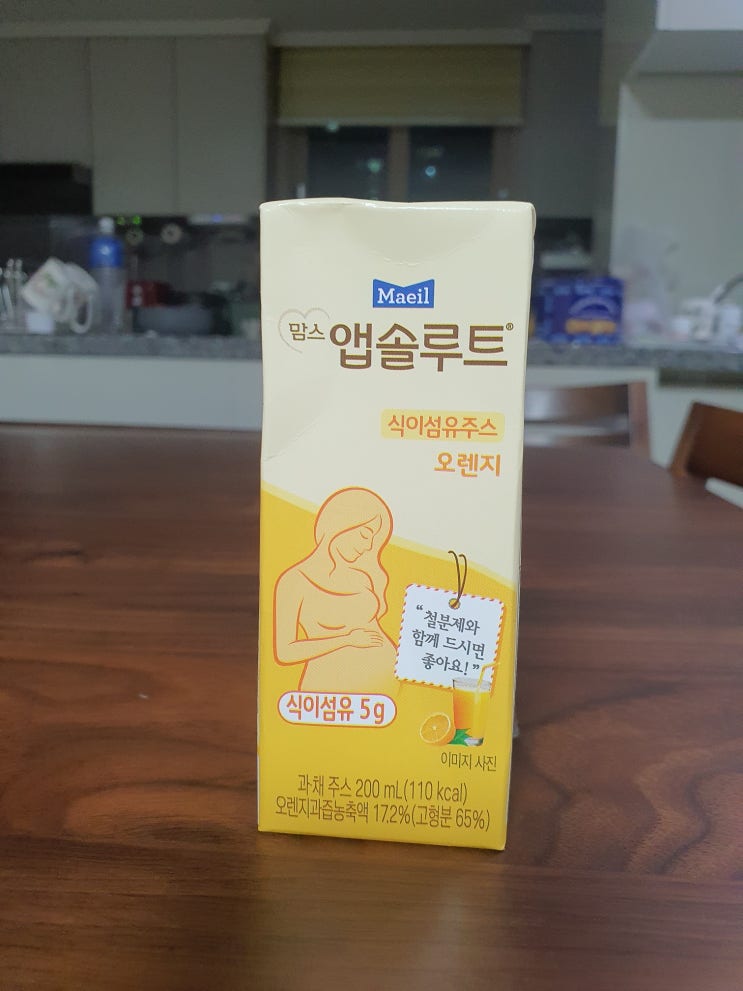 Maeil
맘스 앱솔루트®
식이섬유주스
오렌지
“철분제와
함께 드시면
좋아요!”
식이섬유 5g
이미지 사진
과·채 주스 200 mL(110 kcal)
오렌지과즙농축액 17.2%(고형분 65%)